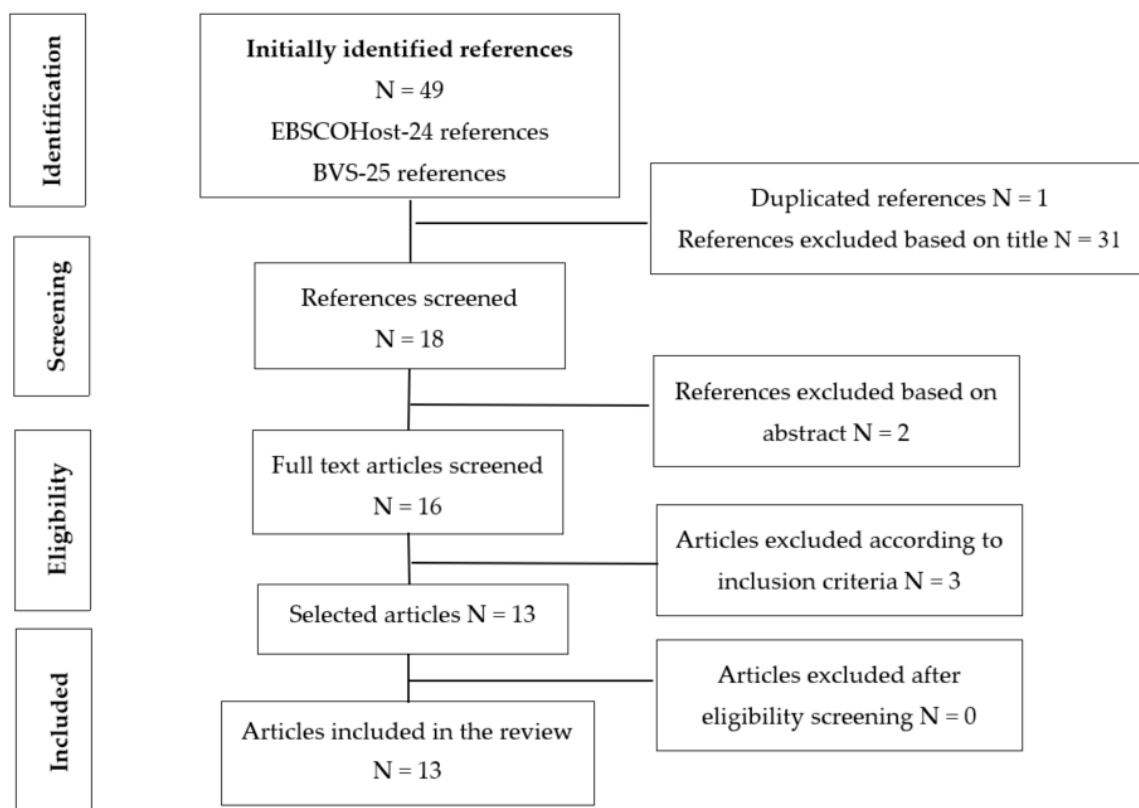 Identification
Initially identified references
N = 49
EBSCOHost-24 references
BVS-25 references
Duplicated references N = 1
References excluded based on title N = 31
Screening
References screened
N = 18
References excluded based on
abstract N = 2
Eligibility
Full text articles screened
N = 16
Articles excluded according to
inclusion criteria N = 3
Selected articles N = 13
Included
Articles excluded after
eligibility screening N = 0
Articles included in the review
N = 13